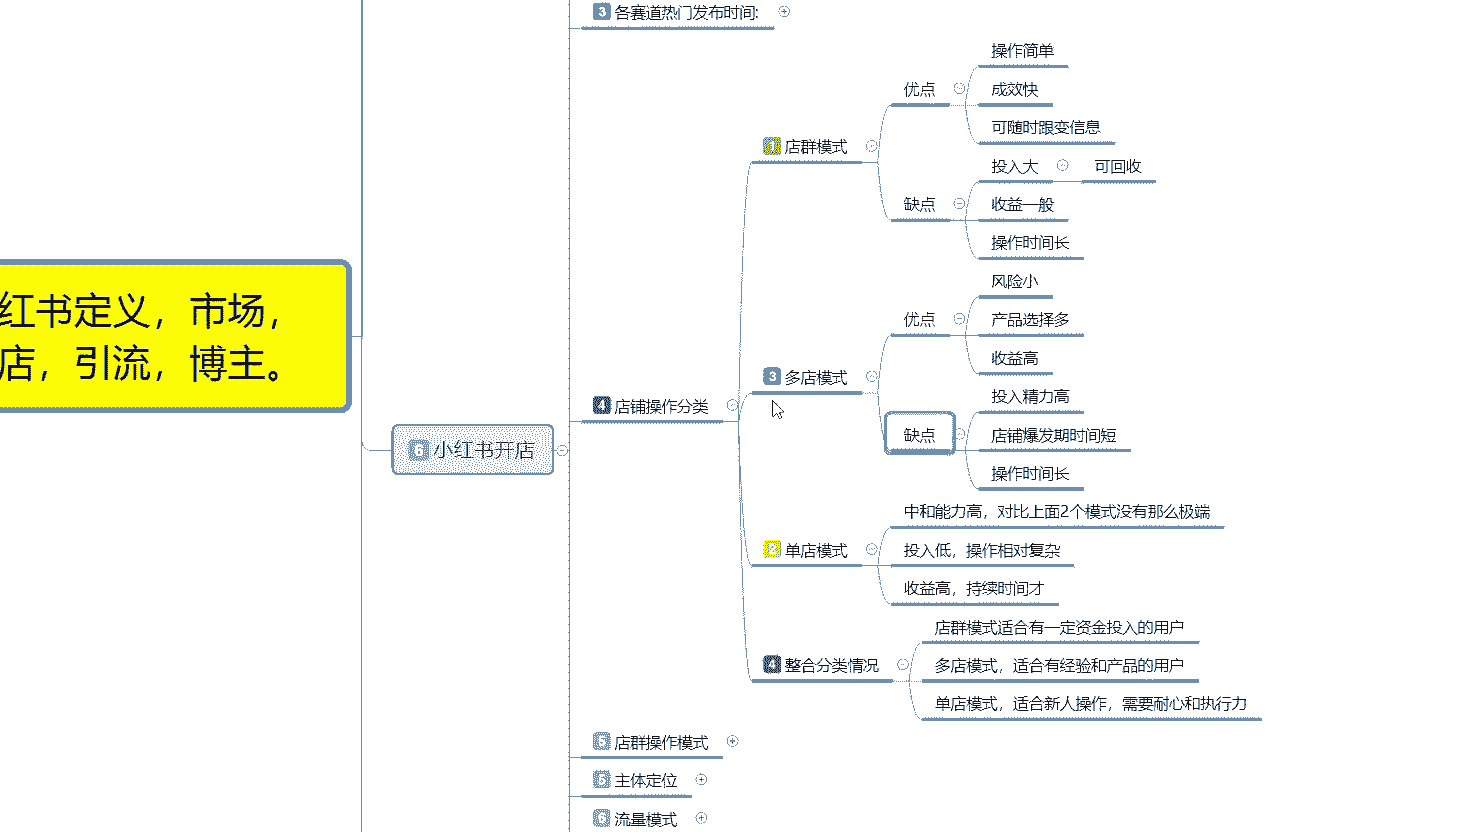 3 各赛道热门发布时间:
操作简单
优点
成效快
可随时跟变信息
1 店群模式
投入大
可回收
缺点
收益一般
操作时间长
风险小
优点
产品选择多
收益高
3 多店模式
投入精力高
缺点
店铺爆发期时间短
操作时间长
红书定义，市场，
店，引流，博主。
4 店铺操作分类
6 小红书开店
中和能力高，对比上面2个模式没有那么极端
2 单店模式
投入低，操作相对复杂
收益高，持续时间才
店群模式适合有一定资金投入的用户
4 整合分类情况
多店模式，适合有经验和产品的用户
单店模式，适合新人操作，需要耐心和执行力
5 店群操作模式
5 主体定位
6 流量模式